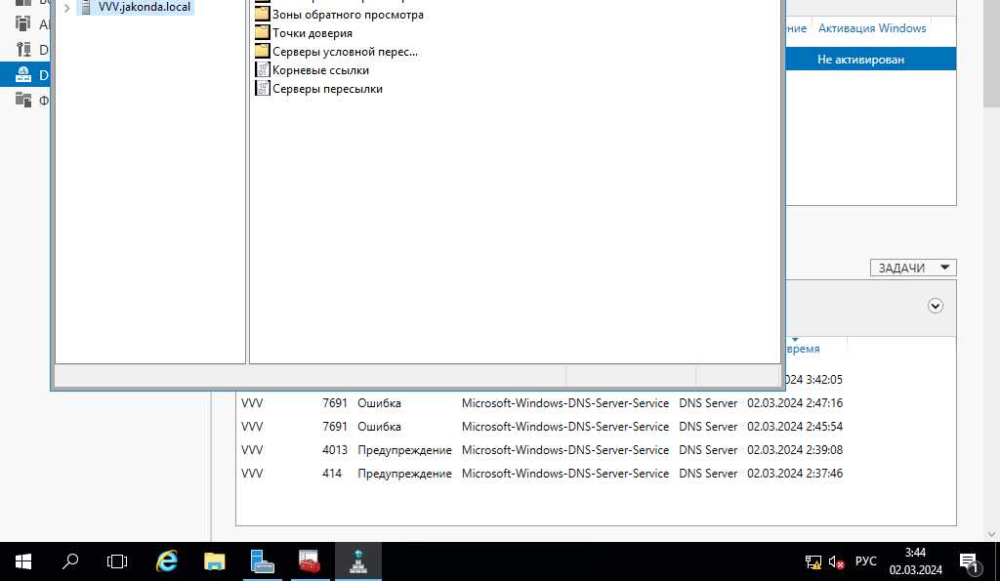 VVV.jakonda.local
Зоны обратного просмотра
Точки доверия
Серверы условной перес...
Корневые ссылки
Серверы пересылки
ние Активация Windows
Не активирован
ЗАДАЧИ
время
024 3:42:05
VVV 7691 Ошибка Microsoft-Windows-DNS-Server-Service DNS Server 02.03.2024 2:47:16
VVV 7691 Ошибка Microsoft-Windows-DNS-Server-Service DNS Server 02.03.2024 2:45:54
VVV 4013 Предупреждение Microsoft-Windows-DNS-Server-Service DNS Server 02.03.2024 2:39:08
VVV 414 Предупреждение Microsoft-Windows-DNS-Server-Service DNS Server 02.03.2024 2:37:46
РУС
3:44
02.03.2024
1